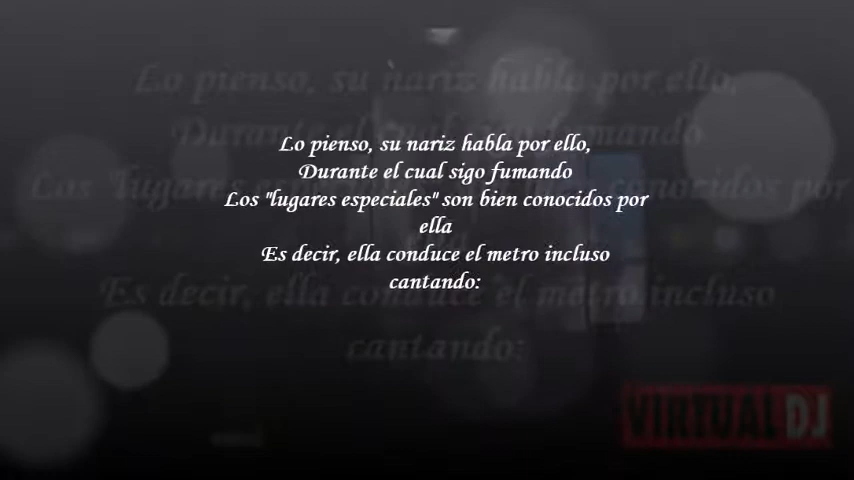 Lo pienso, su nariz habla por ello,
Durante el cual sigo fumando
Los "lugares especiales" son bien conocidos por
ella
Es decir, ella conduce el metro incluso
cantando:
VIRTUAL DJ